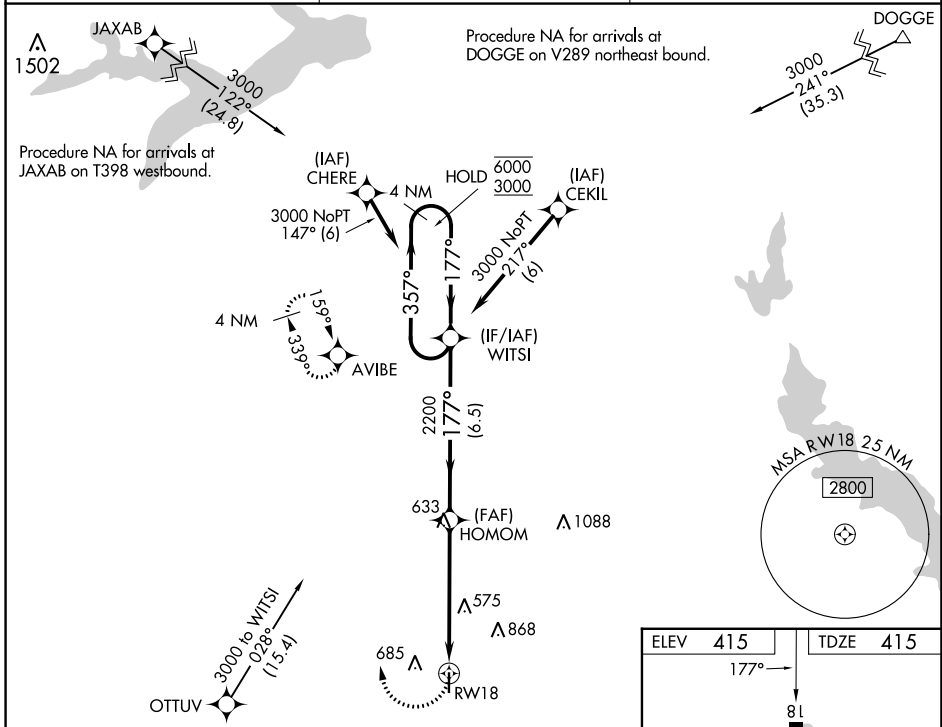 JAXAB
1502
3000
122°
(24.8)
Procedure NA for arrivals at
DOGGE on V289 northeast bound.
DOGGE
3000
241°
(35.3)
Procedure NA for arrivals at
JAXAB on T398 westbound.
(IAF)
CHERE
3000 NoPT
147° (6)
4 NM
HOLD
6000
3000
(IAF)
CEKIL
3000 NoPT
217°
(6)
357°
177°
(IF/IAF)
WITSI
4 NM
159°
339°
AVIBE
2200
177°
(6.5)
MSA RW18 25 NM
2800
633
(FAF)
HOMOM
1088
575
868
685
RW18
3000 to WITSI
028°
(15.4)
OTTUV
ELEV 415
TDZE 415
177°
18